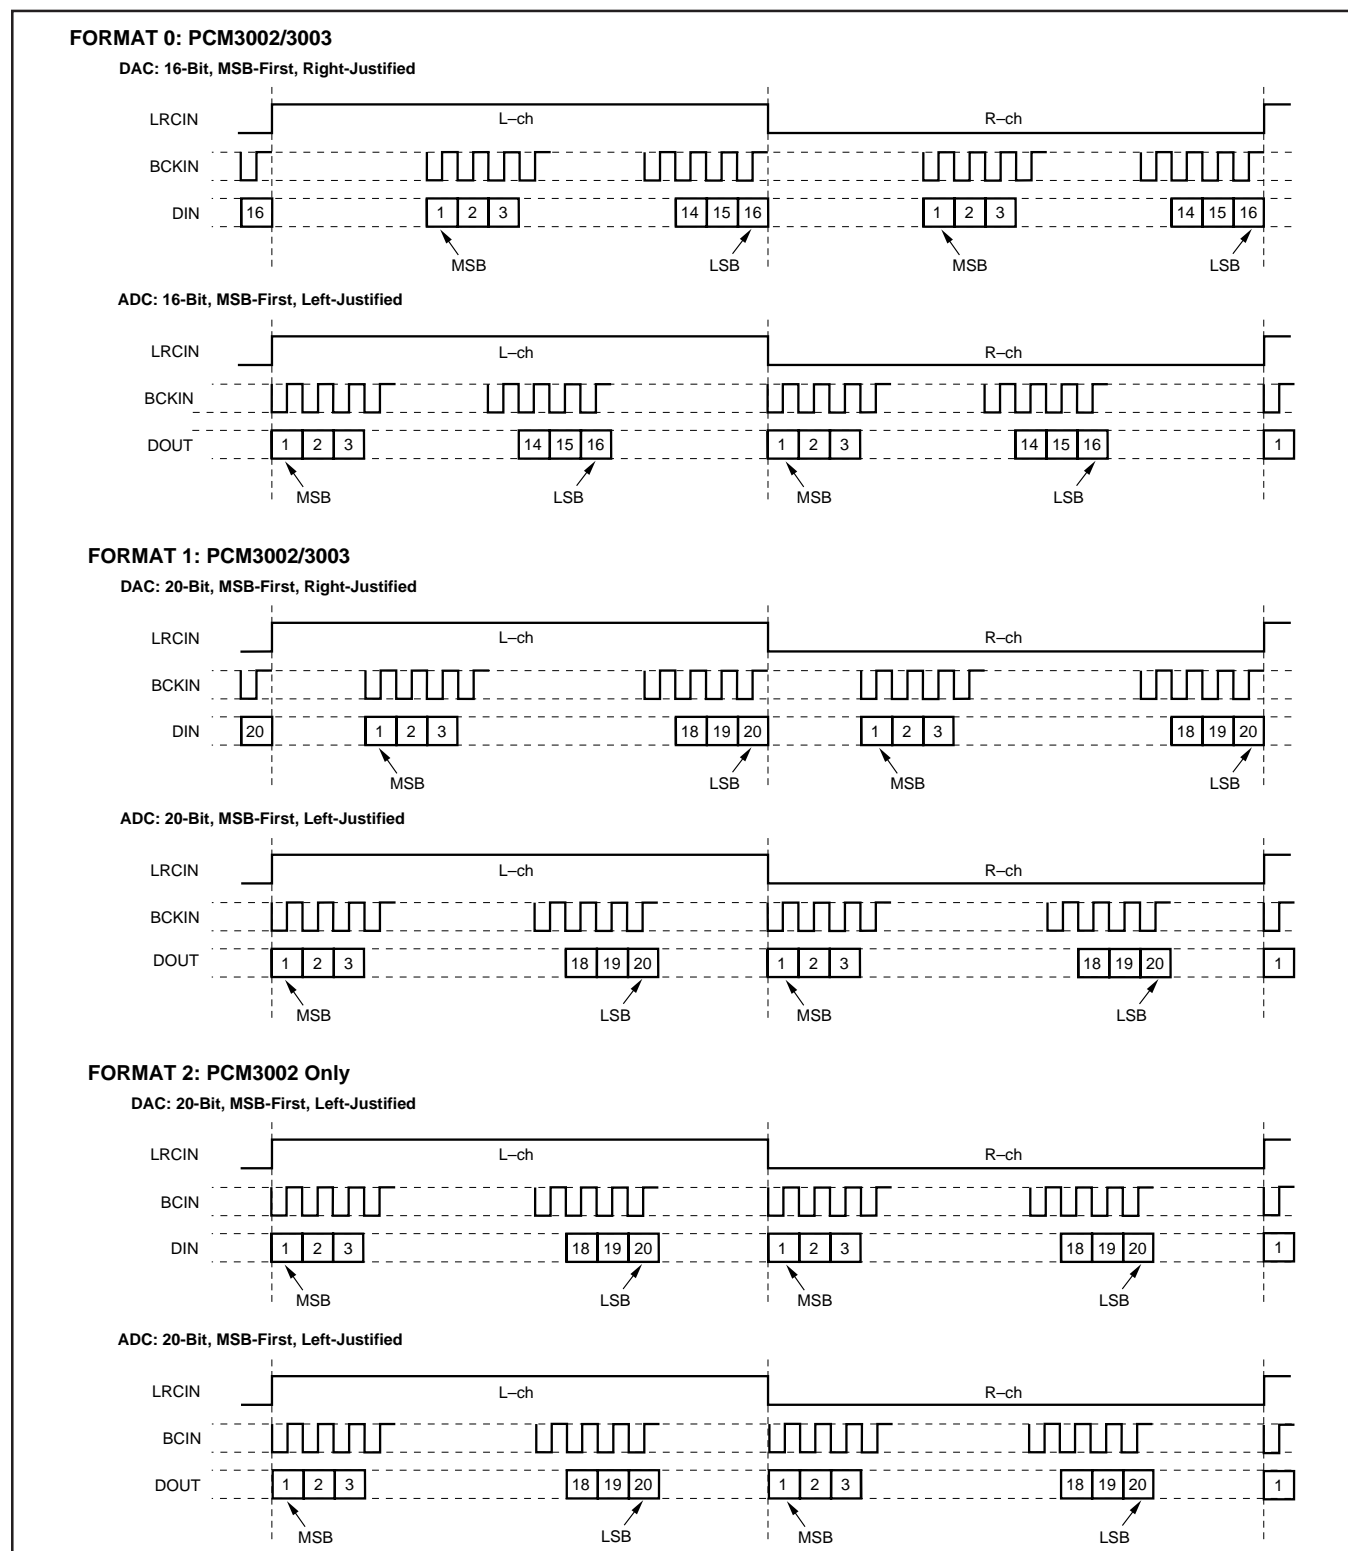 FORMAT 0: PCM3002/3003
DAC: 16-Bit, MSB-First, Right-Justified
LRCIN L–ch R–ch
BCKIN
DIN 16 1 2 3 14 15 16 1 2 3 14 15 16
MSB LSB MSB LSB
ADC: 16-Bit, MSB-First, Left-Justified
LRCIN L–ch R–ch
BCKIN
DOUT 1 2 3 14 15 16 1 2 3 14 15 16 1
MSB LSB MSB LSB
FORMAT 1: PCM3002/3003
DAC: 20-Bit, MSB-First, Right-Justified
LRCIN L–ch R–ch
BCKIN
DIN 20 1 2 3 18 19 20 1 2 3 18 19 20
MSB LSB MSB LSB
ADC: 20-Bit, MSB-First, Left-Justified
LRCIN L–ch R–ch
BCKIN
DOUT 1 2 3 18 19 20 1 2 3 18 19 20 1
MSB LSB MSB LSB
FORMAT 2: PCM3002 Only
DAC: 20-Bit, MSB-First, Left-Justified
LRCIN L–ch R–ch
BCIN
DIN 1 2 3 18 19 20 1 2 3 18 19 20 1
MSB LSB MSB LSB
ADC: 20-Bit, MSB-First, Left-Justified
LRCIN L–ch R–ch
BCIN
DOUT 1 2 3 18 19 20 1 2 3 18 19 20 1
MSB LSB MSB LSB